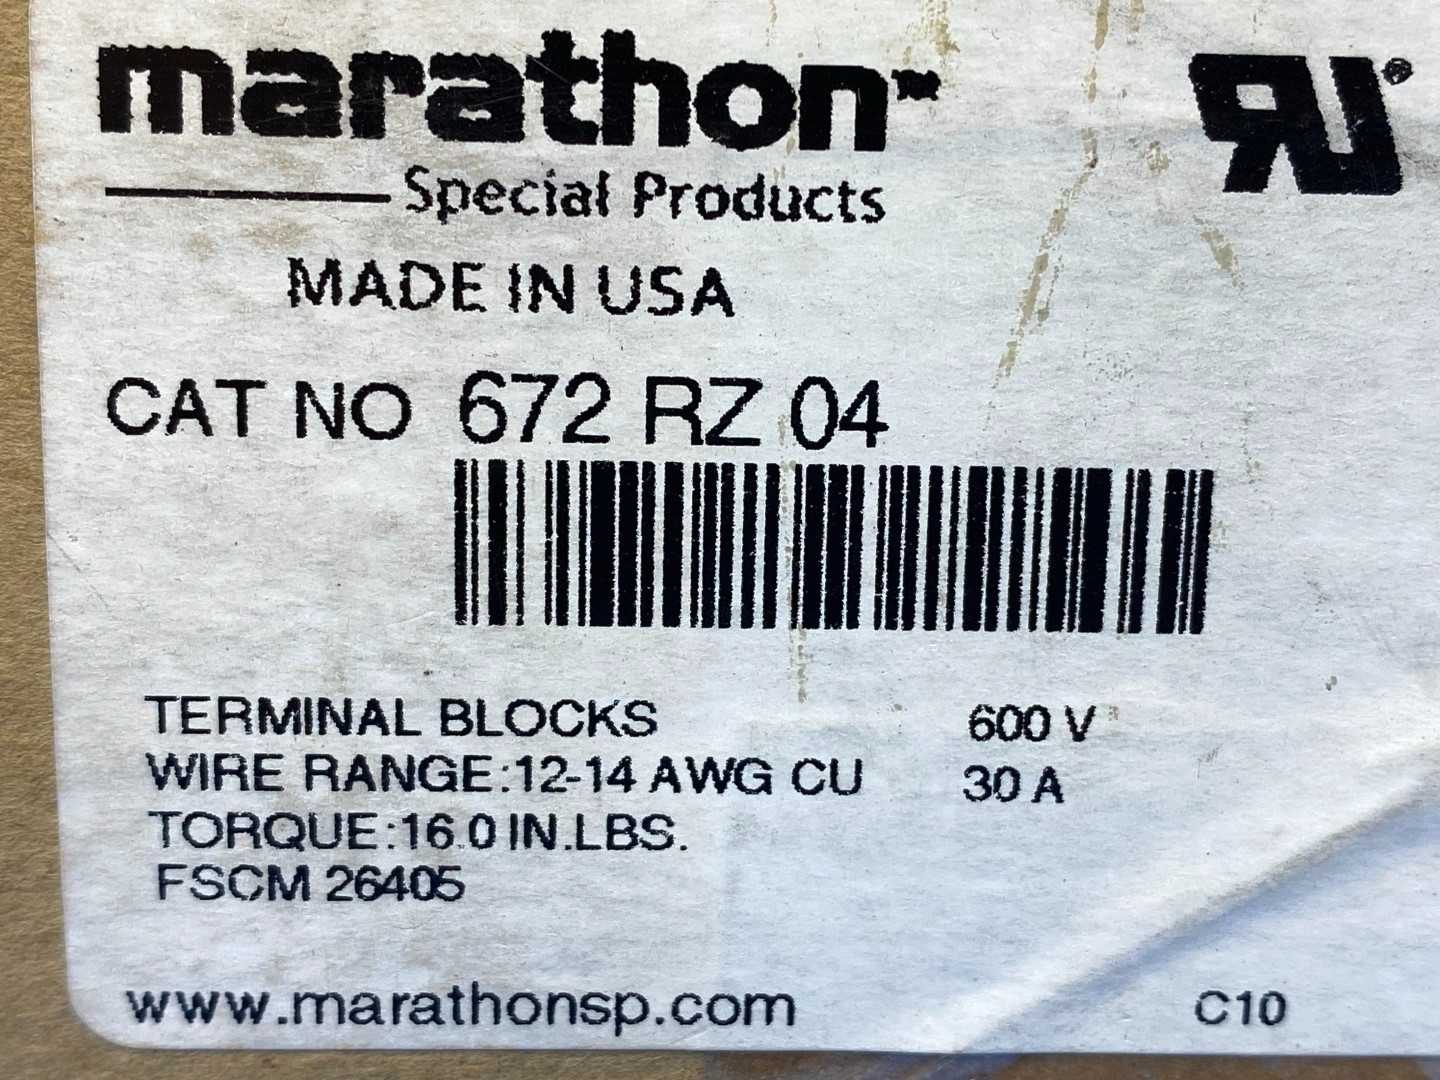 marathon™
Special Products
MADE IN USA
CAT NO 672 RZ 04
TERMINAL BLOCKS 600 V
WIRE RANGE:12-14 AWG CU 30 A
TORQUE:16.0 IN.LBS.
FSCM 26405
www.marathonsp.com C10